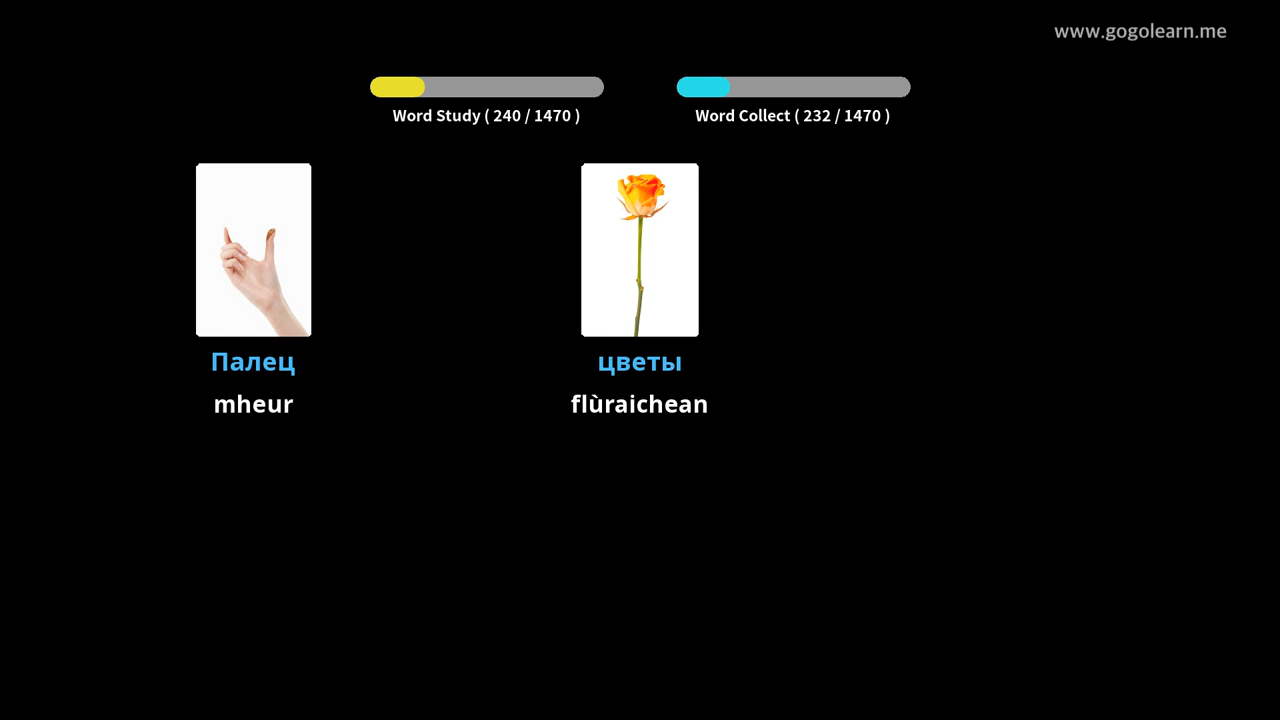 www.gogolearn.me
Word Study ( 240 / 1470 )
Word Collect ( 232 / 1470 )
Палец
цветы
mheur
flùraichean